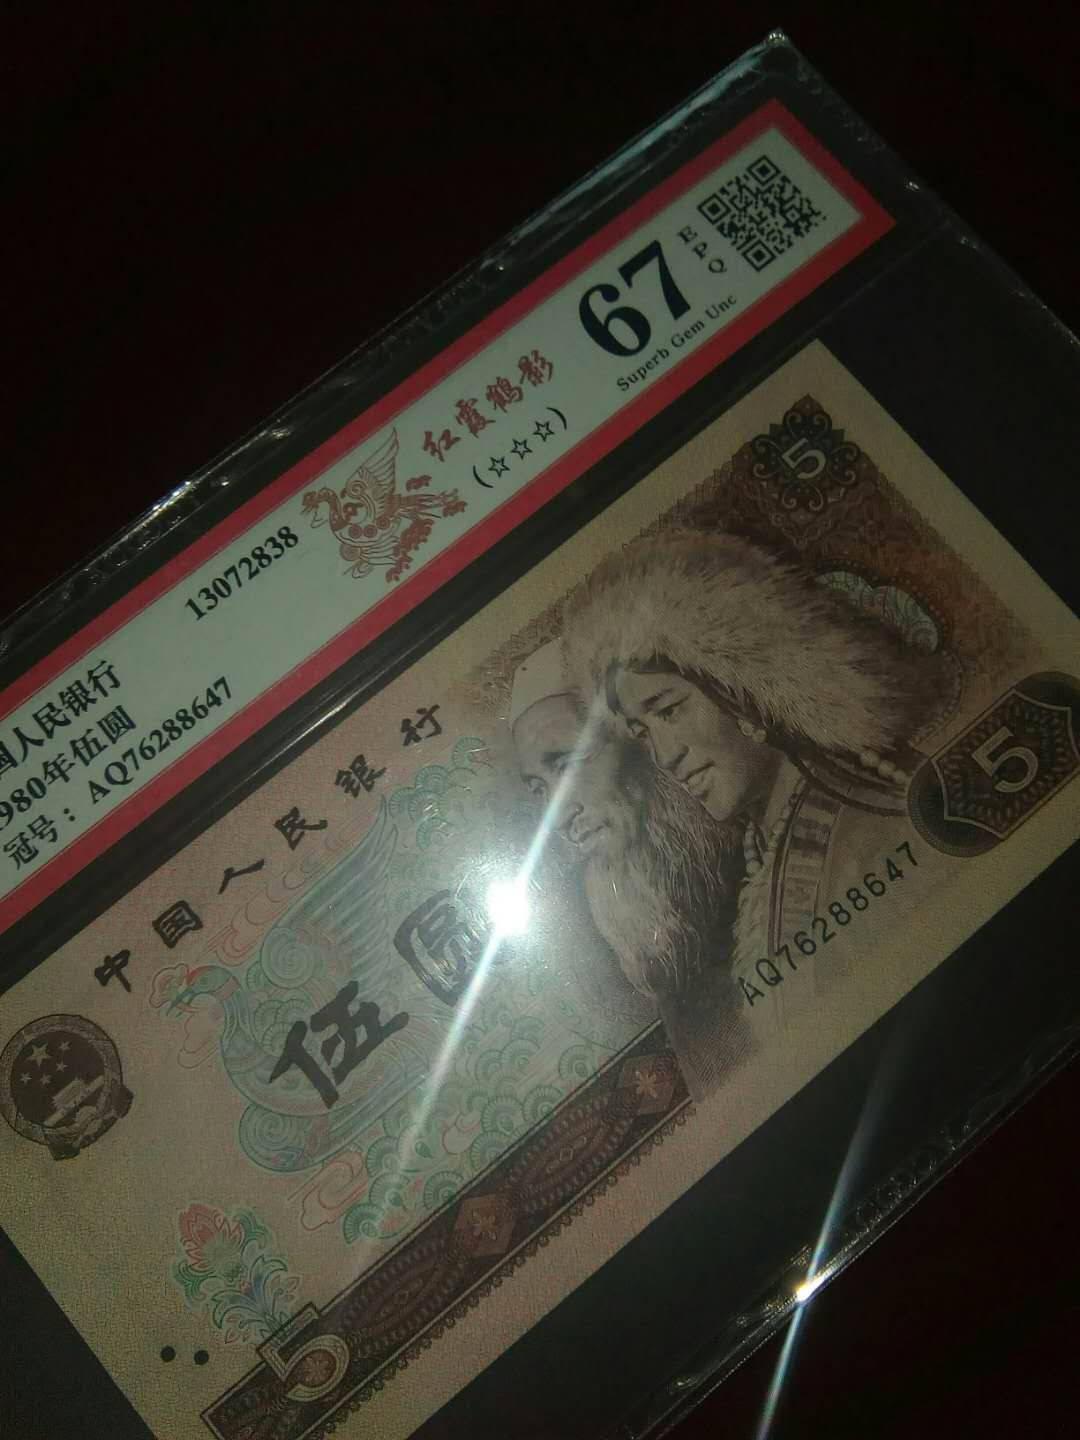 国人民银行
1980年伍圆
冠号：AQ76288647
13072838
红霞鹤影
(☆☆☆)
67
EPQ
Superb Gem Unc
中国人民银行
伍圆
5
5
AQ76288647
5